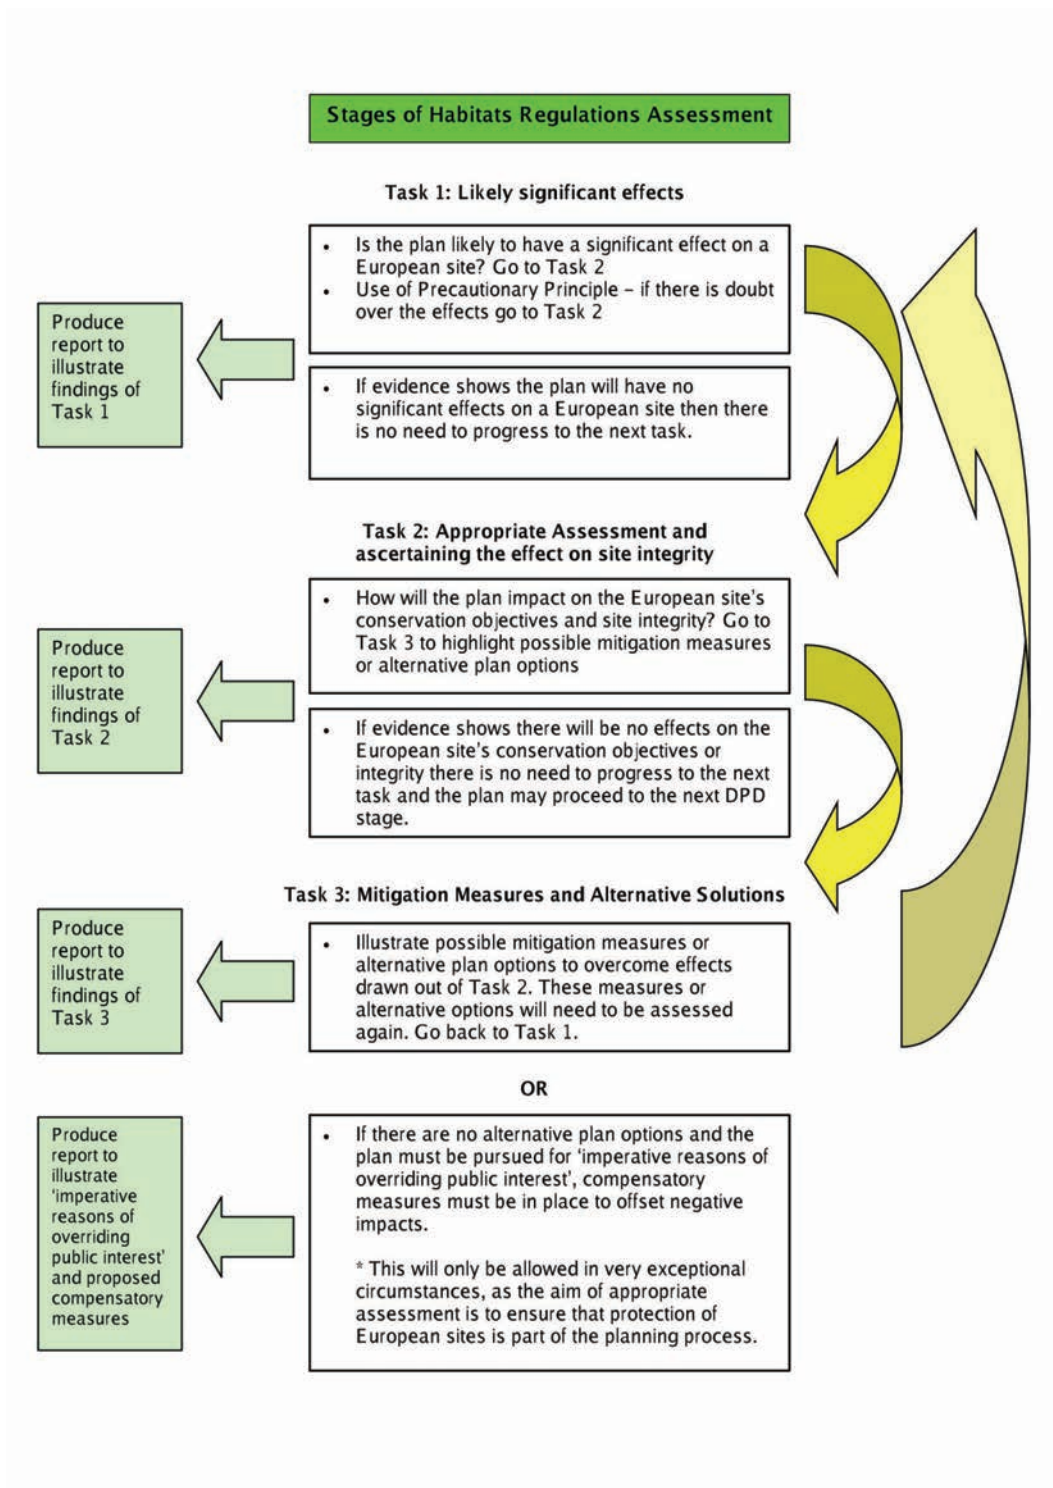 Stages of Habitats Regulations Assessment
Task 1: Likely significant effects
• Is the plan likely to have a significant effect on a
European site? Go to Task 2
• Use of Precautionary Principle – if there is doubt
over the effects go to Task 2
• If evidence shows the plan will have no
significant effects on a European site then there
is no need to progress to the next task.
Produce
report to
illustrate
findings of
Task 1
Task 2: Appropriate Assessment and
ascertaining the effect on site integrity
• How will the plan impact on the European site's
conservation objectives and site integrity? Go to
Task 3 to highlight possible mitigation measures
or alternative plan options
• If evidence shows there will be no effects on the
European site's conservation objectives or
integrity there is no need to progress to the next
task and the plan may proceed to the next DPD
stage.
Produce
report to
illustrate
findings of
Task 2
Task 3: Mitigation Measures and Alternative Solutions
• Illustrate possible mitigation measures or
alternative plan options to overcome effects
drawn out of Task 2. These measures or
alternative options will need to be assessed
again. Go back to Task 1.
Produce
report to
illustrate
findings of
Task 3
OR
• If there are no alternative plan options and the
plan must be pursued for 'imperative reasons of
overriding public interest', compensatory
measures must be in place to offset negative
impacts.
* This will only be allowed in very exceptional
circumstances, as the aim of appropriate
assessment is to ensure that protection of
European sites is part of the planning process.
Produce
report to
illustrate
'imperative
reasons of
overriding
public interest'
and proposed
compensatory
measures